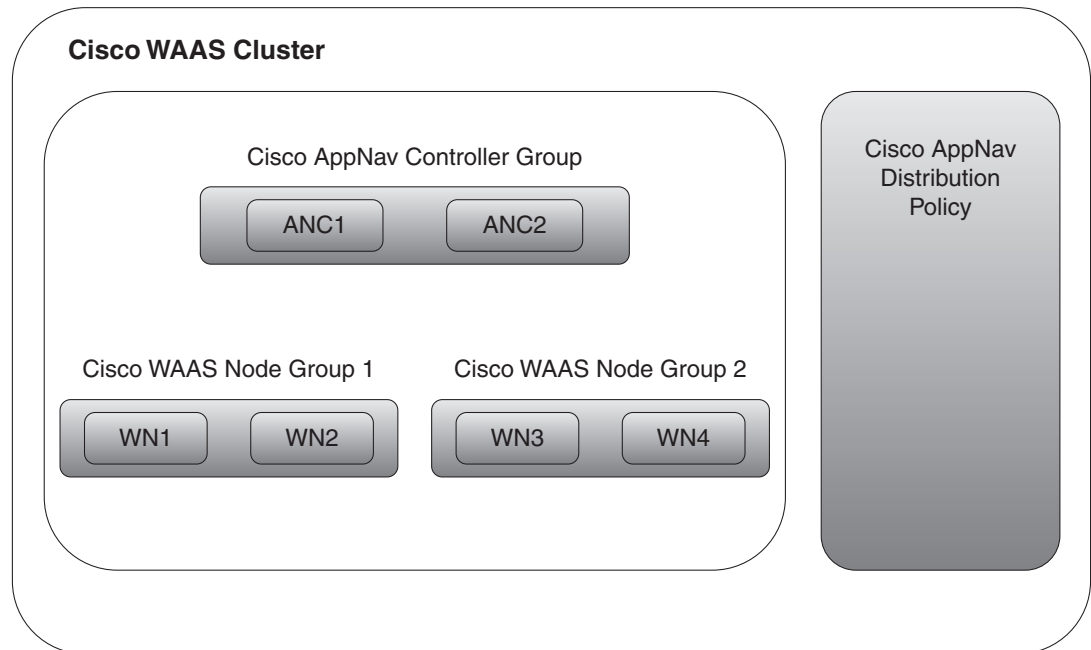 Cisco WAAS Cluster
Cisco AppNav Controller Group
ANC1
ANC2
Cisco WAAS Node Group 1
WN1
WN2
Cisco WAAS Node Group 2
WN3
WN4
Cisco AppNav
Distribution
Policy